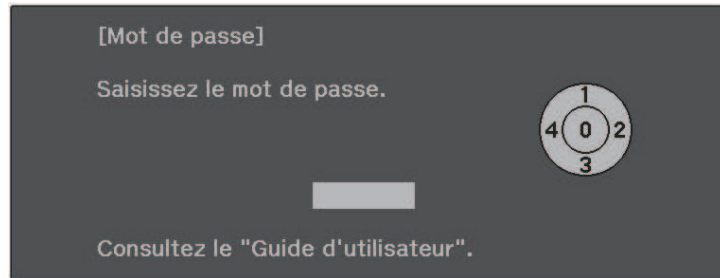 [Mot de passe]
Saisissez le mot de passe.
1
4 0 2
3
Consultez le "Guide d'utilisateur".